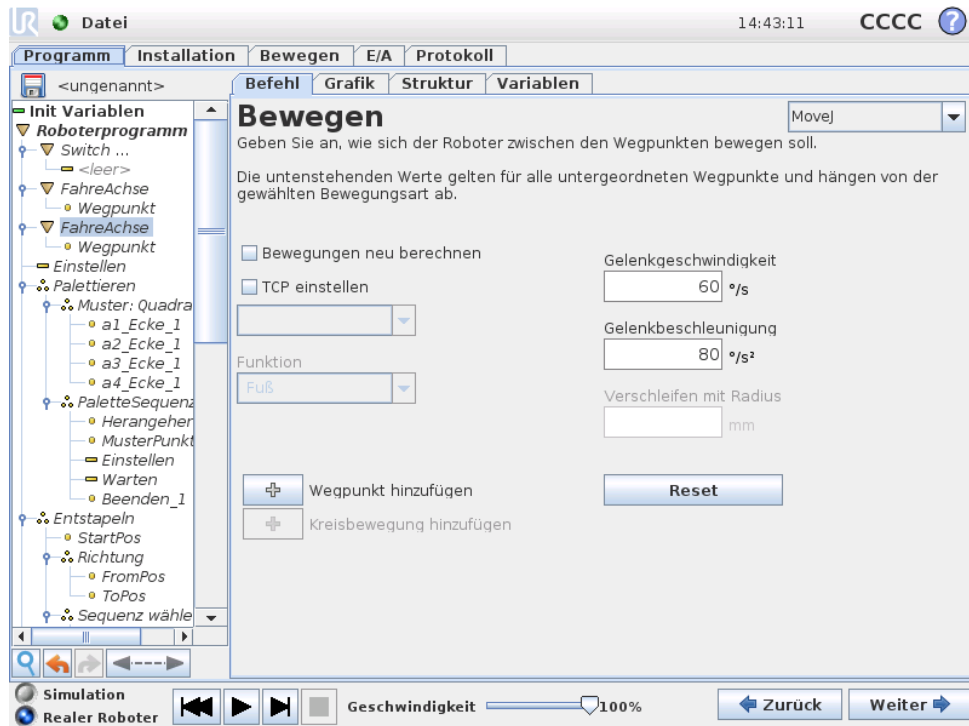 UR Datei 14:43:11 CCCC ?
Programm Installation Bewegen E/A Protokoll
<ungenannt> Befehl Grafik Struktur Variablen
Init Variablen
Roboterprogramm
Switch ...
<leer>
FahreAchse
Wegpunkt
FahreAchse
Wegpunkt
Einstellen
Palettieren
Muster: Quadra
a1_Ecke_1
a2_Ecke_1
a3_Ecke_1
a4_Ecke_1
PaletteSequenz
Herangehen
MusterPunkt
Einstellen
Warten
Beenden_1
Entstapeln
StartPos
Richtung
FromPos
ToPos
Sequenz wähle
Bewegen MoveJ
Geben Sie an, wie sich der Roboter zwischen den Wegpunkten bewegen soll.
Die untenstehenden Werte gelten für alle untergeordneten Wegpunkte und hängen von der
gewählten Bewegungsart ab.
Bewegungen neu berechnen
TCP einstellen
Funktion
Fuß
Gelenkgeschwindigkeit
60 °/s
Gelenkbeschleunigung
80 °/s²
Verschleifen mit Radius
mm
Wegpunkt hinzufügen Reset
Kreisbewegung hinzufügen
Simulation
Realer Roboter
Geschwindigkeit 100% Zurück Weiter